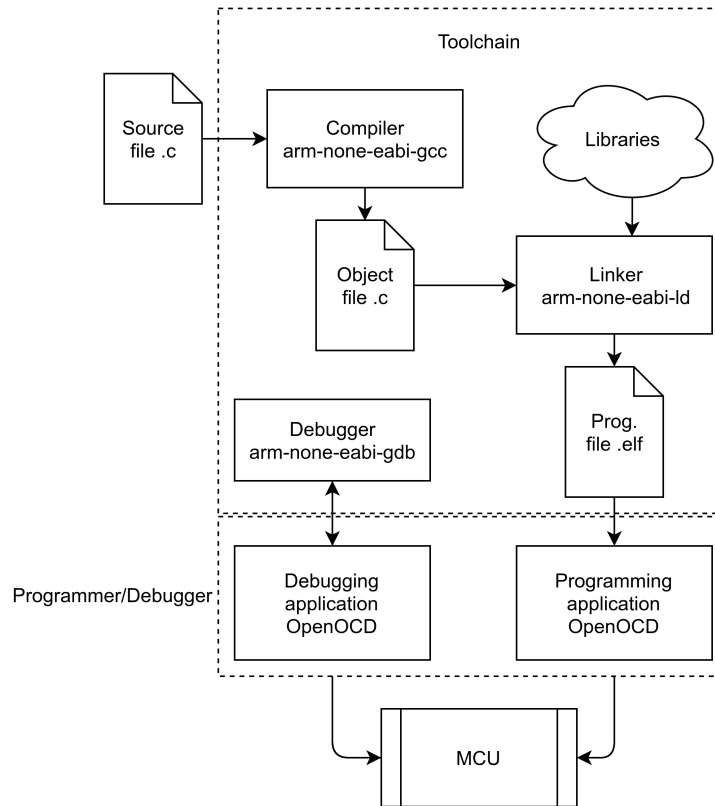 Toolchain
Source
file .c
Compiler
arm-none-eabi-gcc
Libraries
Object
file .c
Linker
arm-none-eabi-ld
Prog.
file .elf
Debugger
arm-none-eabi-gdb
Programmer/Debugger
Debugging
application
OpenOCD
Programming
application
OpenOCD
MCU